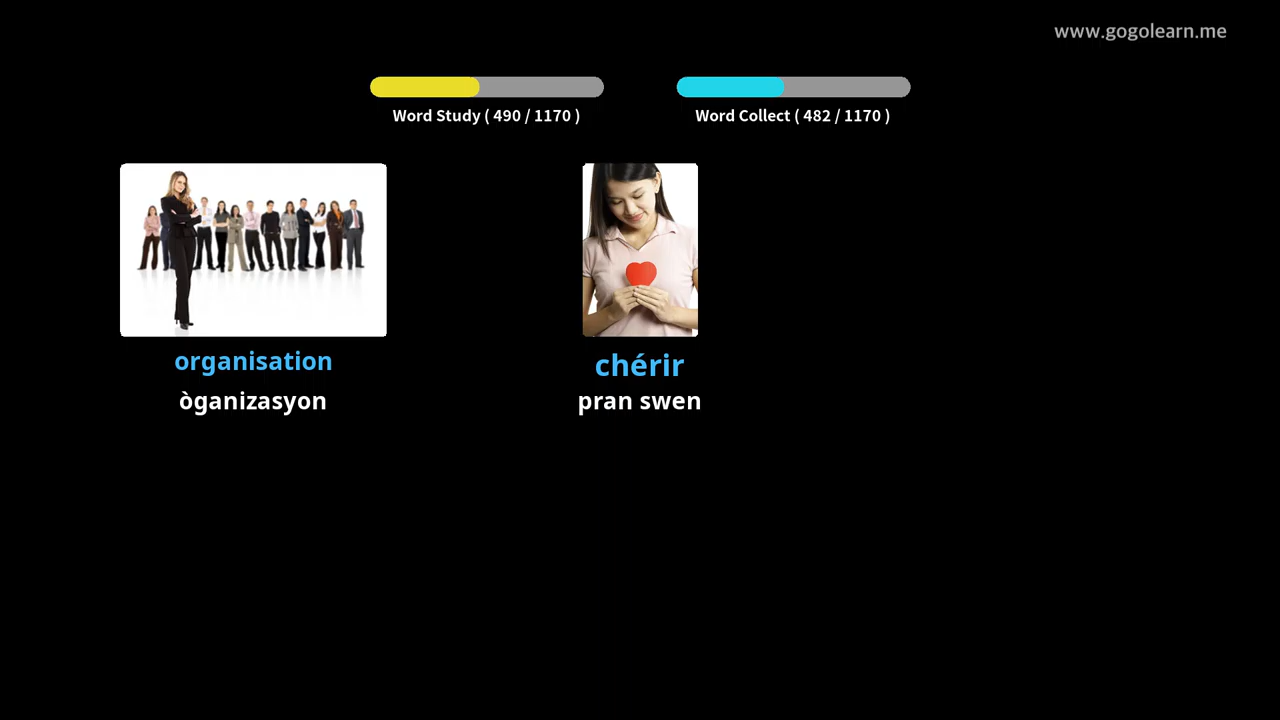 www.gogolearn.me
Word Study ( 490 / 1170 )
Word Collect ( 482 / 1170 )
organisation
òganizasyon
chérir
pran swen